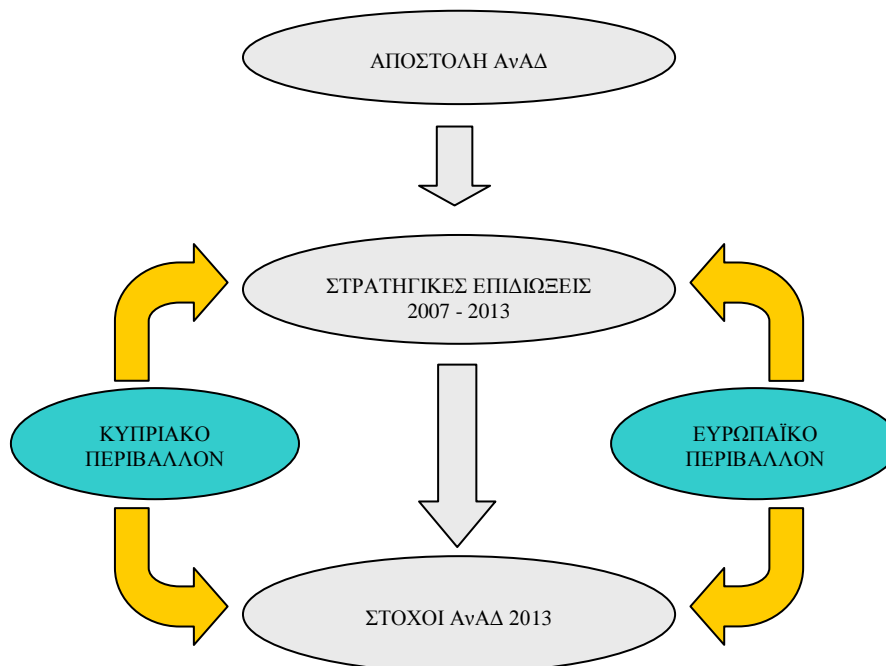 ΑΠΟΣΤΟΛΗ ΑνΑΔ
ΣΤΡΑΤΗΓΙΚΕΣ ΕΠΙΔΙΩΞΕΙΣ
2007 - 2013
ΚΥΠΡΙΑΚΟ
ΠΕΡΙΒΑΛΛΟΝ
ΕΥΡΩΠΑΪΚΟ
ΠΕΡΙΒΑΛΛΟΝ
ΣΤΟΧΟΙ ΑνΑΔ 2013